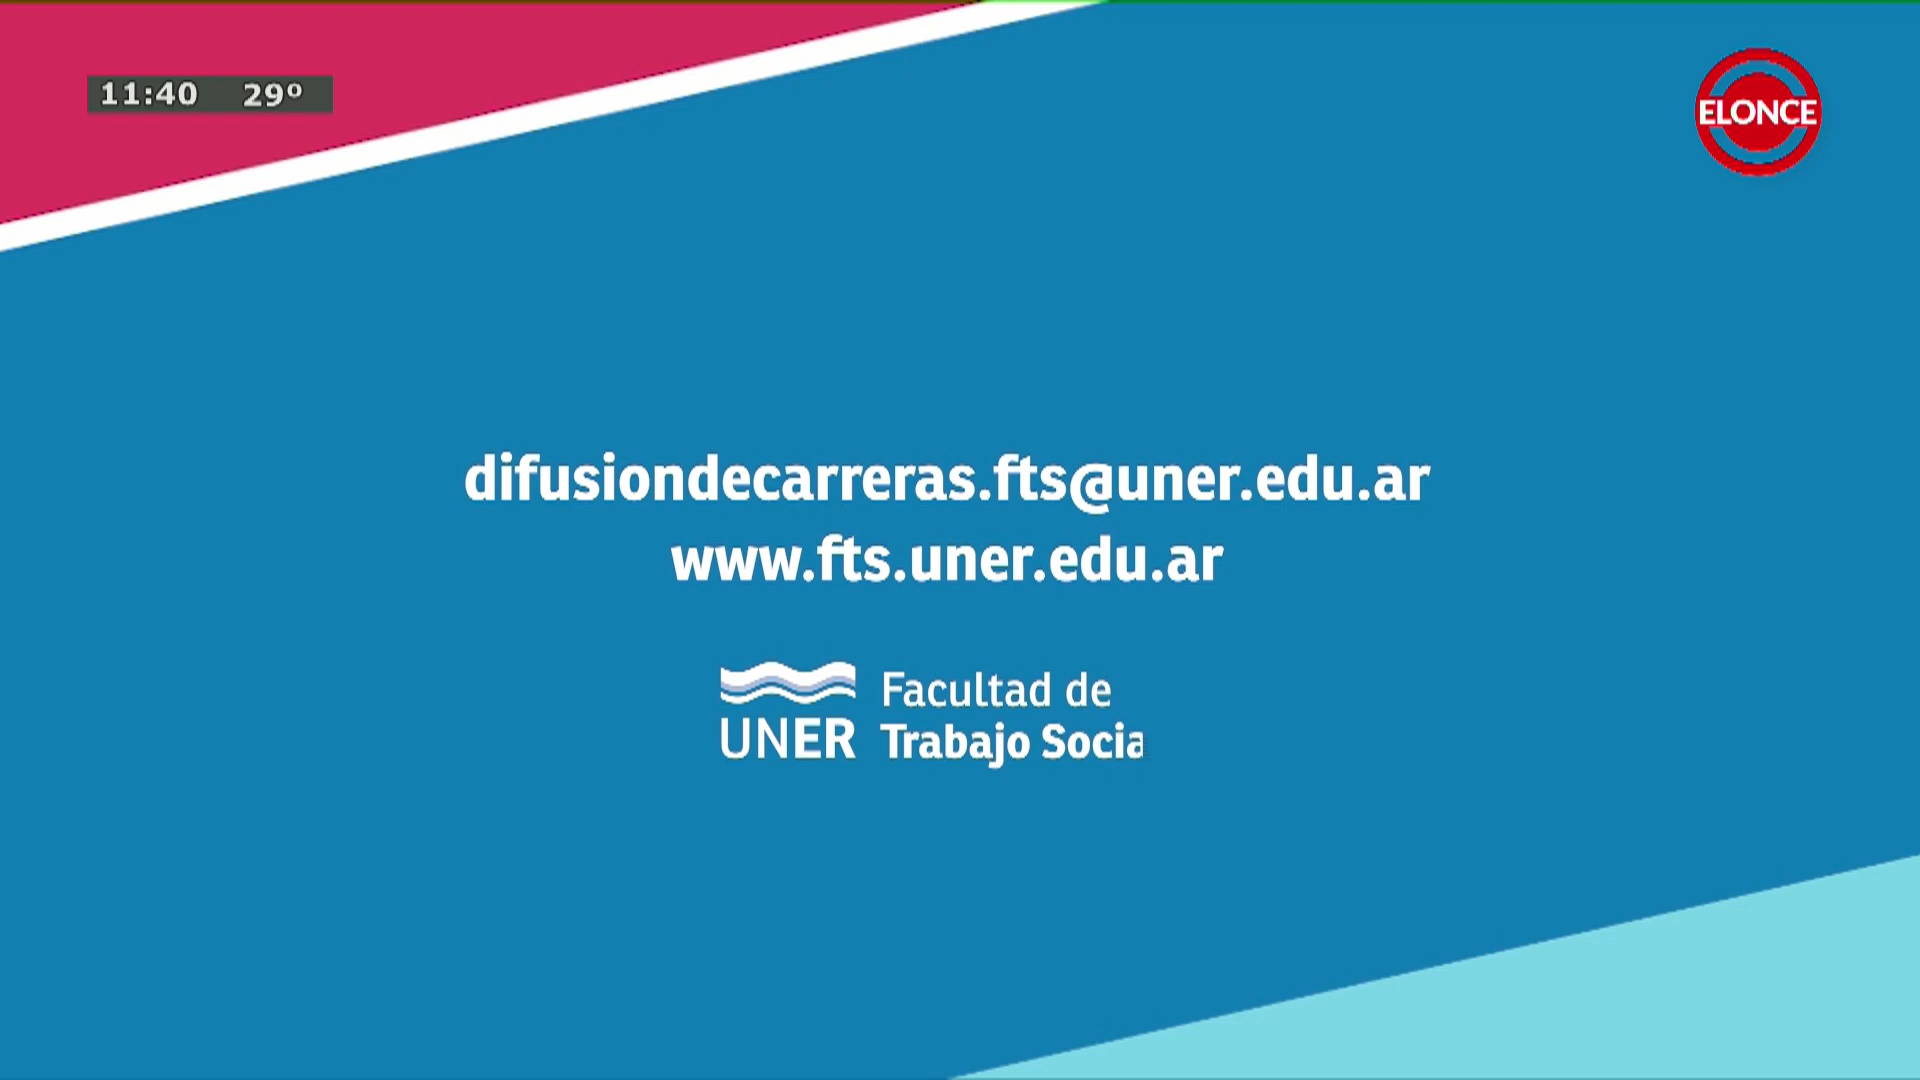 11:40 29º
ELONCE
difusiondecarreras.fts@uner.edu.ar
www.fts.uner.edu.ar
UNER
Facultad de
Trabajo Socia